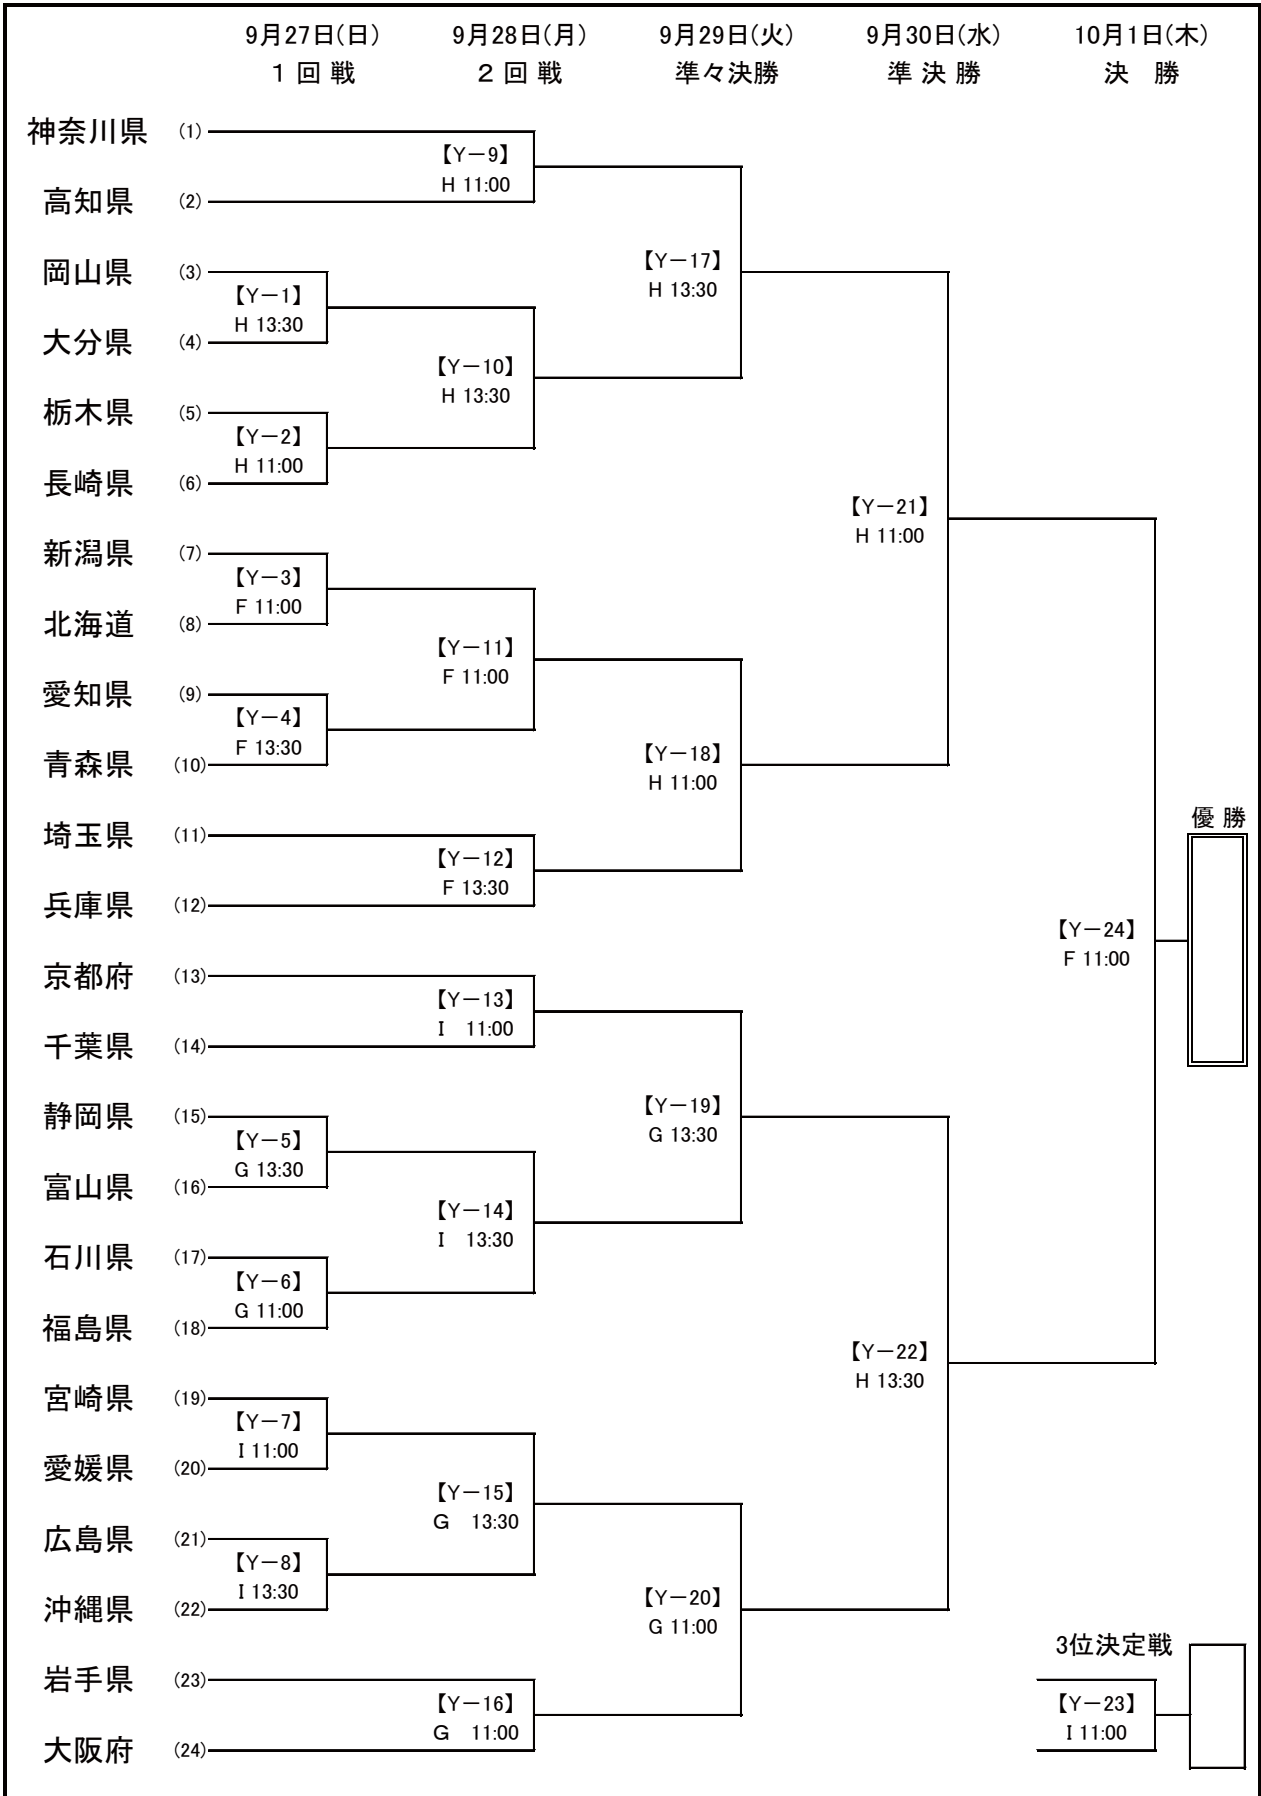 9月27日(日) 9月28日(月) 9月29日(火) 9月30日(水) 10月1日(木)
１ 回 戦 ２ 回 戦 準々決勝 準 決 勝 決　勝
神奈川県 (1)
【Y－9】
H 11:00
高知県 (2)
【Y－17】
H 13:30
岡山県 (3)
【Y－1】
H 13:30
大分県 (4)
【Y－10】
H 13:30
栃木県 (5)
【Y－2】
H 11:00
長崎県 (6)
【Y－21】
H 11:00
新潟県 (7)
【Y－3】
F 11:00
北海道 (8)
【Y－11】
F 11:00
愛知県 (9)
【Y－4】
F 13:30
青森県 (10)
【Y－18】
H 11:00
優 勝
埼玉県 (11)
【Y－12】
F 13:30
兵庫県 (12)
【Y－24】
F 11:00
京都府 (13)
【Y－13】
I　11:00
千葉県 (14)
【Y－19】
G 13:30
静岡県 (15)
【Y－5】
G 13:30
富山県 (16)
【Y－14】
I　13:30
石川県 (17)
【Y－6】
G 11:00
福島県 (18)
【Y－22】
H 13:30
宮崎県 (19)
【Y－7】
I 11:00
愛媛県 (20)
【Y－15】
G　13:30
広島県 (21)
【Y－8】
I 13:30
沖縄県 (22)
【Y－20】
G 11:00
3位決定戦
岩手県 (23)
【Y－16】
G　11:00
【Y－23】
I 11:00
大阪府 (24)